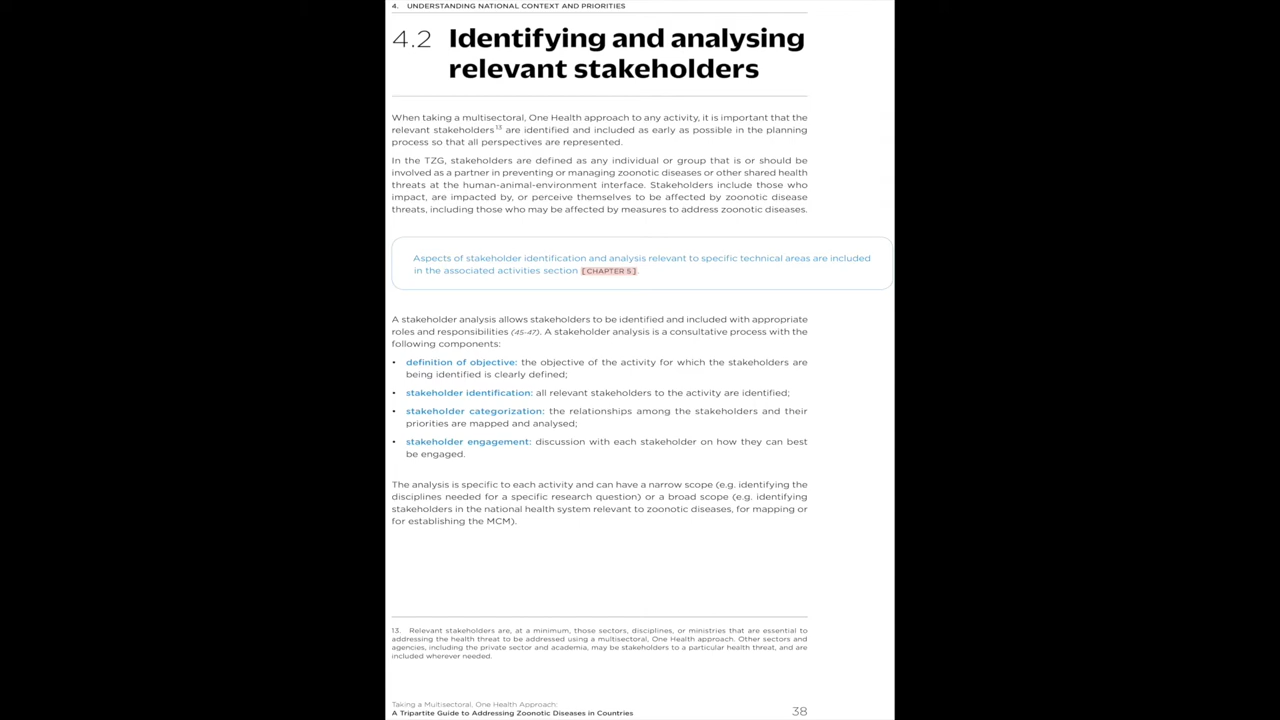 4. UNDERSTANDING NATIONAL CONTEXT AND PRIORITIES
4.2 Identifying and analysing
relevant stakeholders
When taking a multisectoral, One Health approach to any activity, it is important that the
relevant stakeholders13 are identified and included as early as possible in the planning
process so that all perspectives are represented.
In the TZG, stakeholders are defined as any individual or group that is or should be
involved as a partner in preventing or managing zoonotic diseases or other shared health
threats at the human-animal-environment interface. Stakeholders include those who
impact, are impacted by, or perceive themselves to be affected by zoonotic disease
threats, including those who may be affected by measures to address zoonotic diseases.
Aspects of stakeholder identification and analysis relevant to specific technical areas are included
in the associated activities section [CHAPTER 5].
A stakeholder analysis allows stakeholders to be identified and included with appropriate
roles and responsibilities (45-47). A stakeholder analysis is a consultative process with the
following components:
• definition of objective: the objective of the activity for which the stakeholders are
being identified is clearly defined;
• stakeholder identification: all relevant stakeholders to the activity are identified;
• stakeholder categorization: the relationships among the stakeholders and their
priorities are mapped and analysed;
• stakeholder engagement: discussion with each stakeholder on how they can best
be engaged.
The analysis is specific to each activity and can have a narrow scope (e.g. identifying the
disciplines needed for a specific research question) or a broad scope (e.g. identifying
stakeholders in the national health system relevant to zoonotic diseases, for mapping or
for establishing the MCM).
13. Relevant stakeholders are, at a minimum, those sectors, disciplines, or ministries that are essential to
addressing the health threat to be addressed using a multisectoral, One Health approach. Other sectors and
agencies, including the private sector and academia, may be stakeholders to a particular health threat, and are
included wherever needed.
Taking a Multisectoral, One Health Approach:
A Tripartite Guide to Addressing Zoonotic Diseases in Countries
38